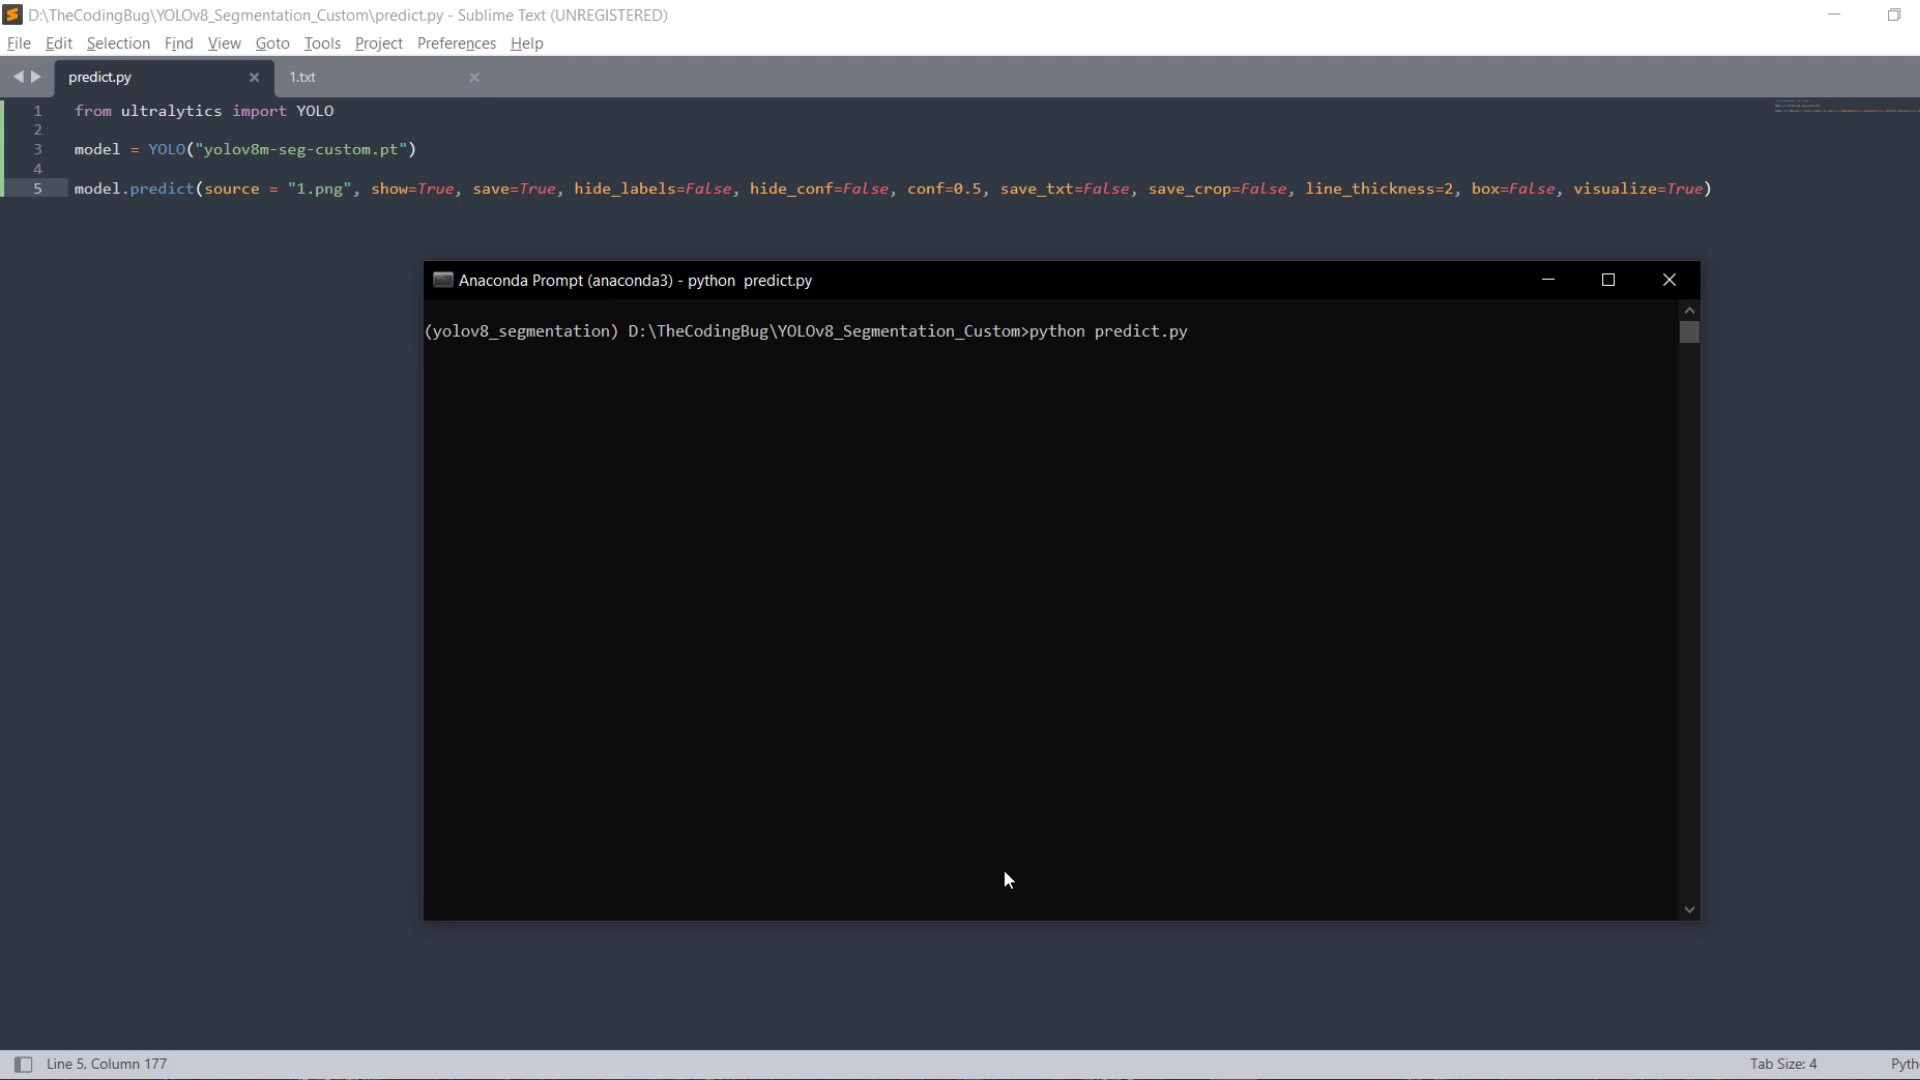 D:\TheCodingBug\YOLOv8_Segmentation_Custom\predict.py - Sublime Text (UNREGISTERED)
File Edit Selection Find View Goto Tools Project Preferences Help
predict.py 1.txt
1 from ultralytics import YOLO
2
3 model = YOLO("yolov8m-seg-custom.pt")
4
5 model.predict(source = "1.png", show=True, save=True, hide_labels=False, hide_conf=False, conf=0.5, save_txt=False, save_crop=False, line_thickness=2, box=False, visualize=True)
Anaconda Prompt (anaconda3) - python  predict.py
(yolov8_segmentation) D:\TheCodingBug\YOLOv8_Segmentation_Custom>python predict.py
Line 5, Column 177 Tab Size: 4 Pyth